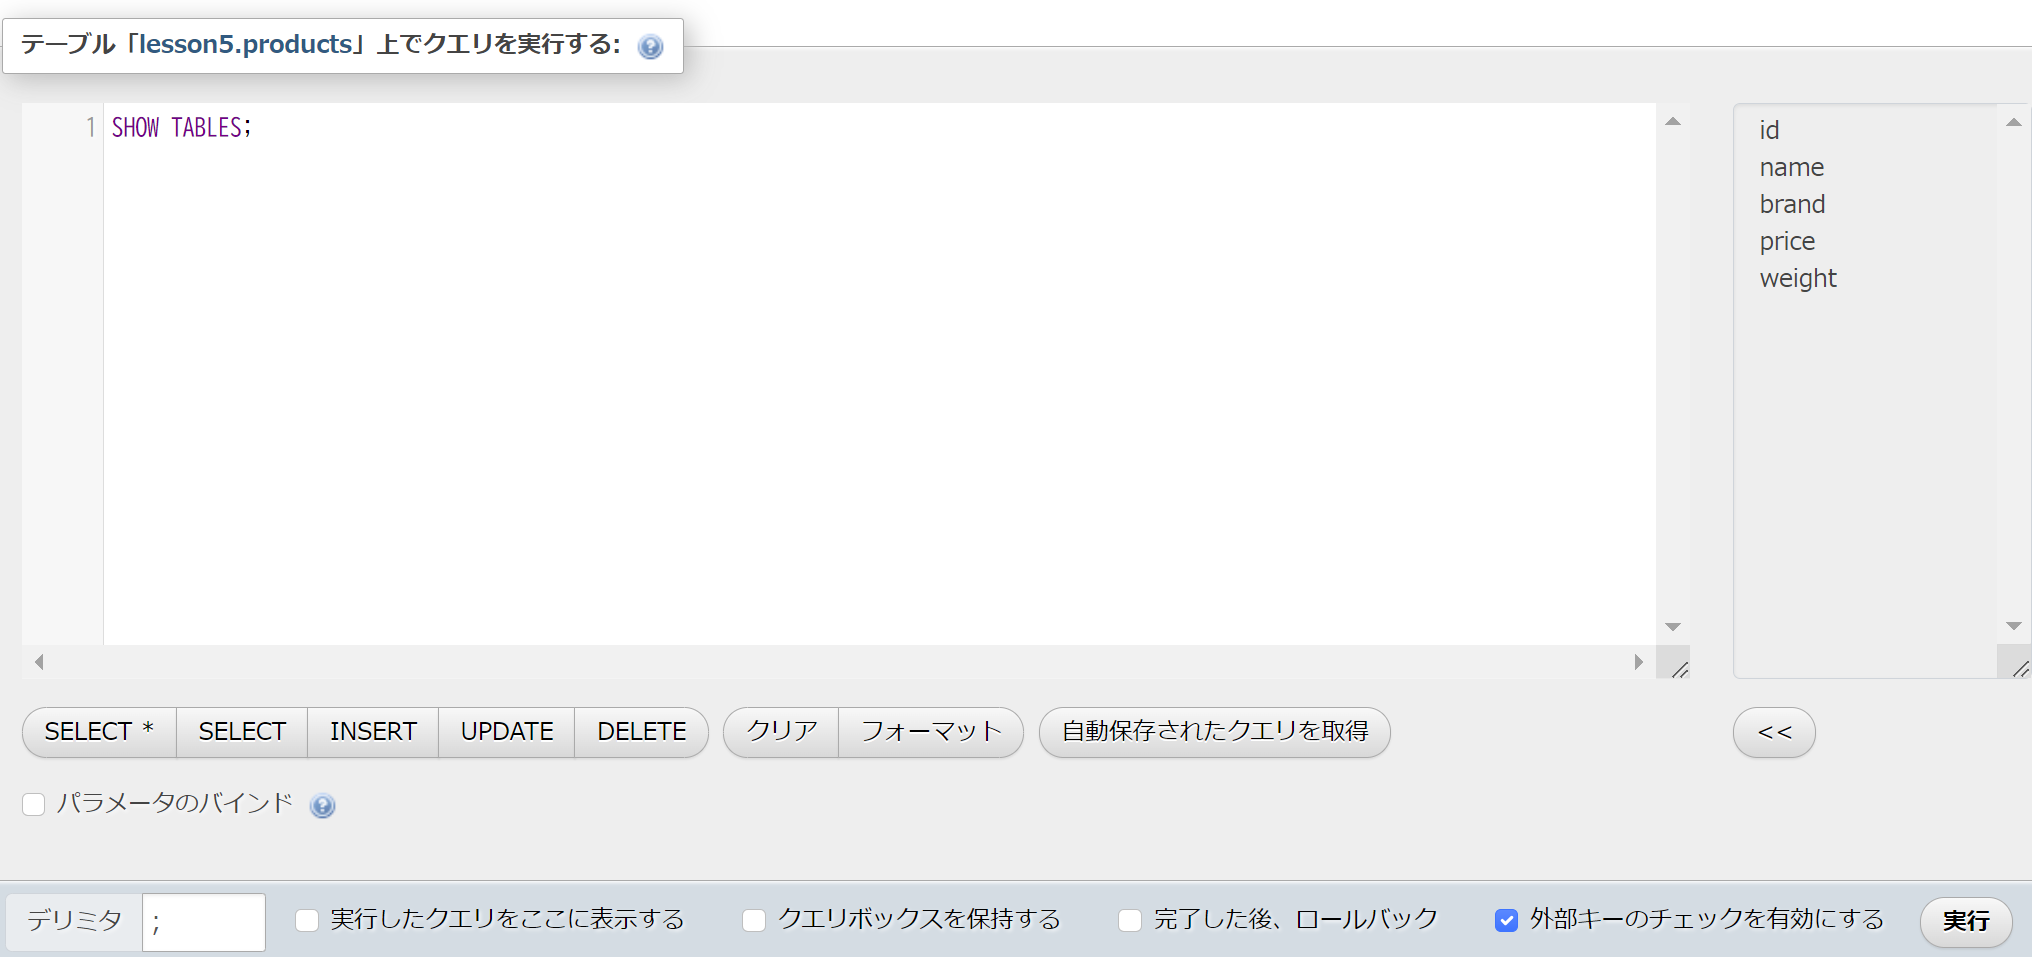 テーブル「lesson5.products」上でクエリを実行する:
1 SHOW TABLES;
id
name
brand
price
weight
SELECT * SELECT INSERT UPDATE DELETE クリア フォーマット 自動保存されたクエリを取得 <<
パラメータのバインド
デリミタ ; 実行したクエリをここに表示する クエリボックスを保持する 完了した後、ロールバック 外部キーのチェックを有効にする 実行